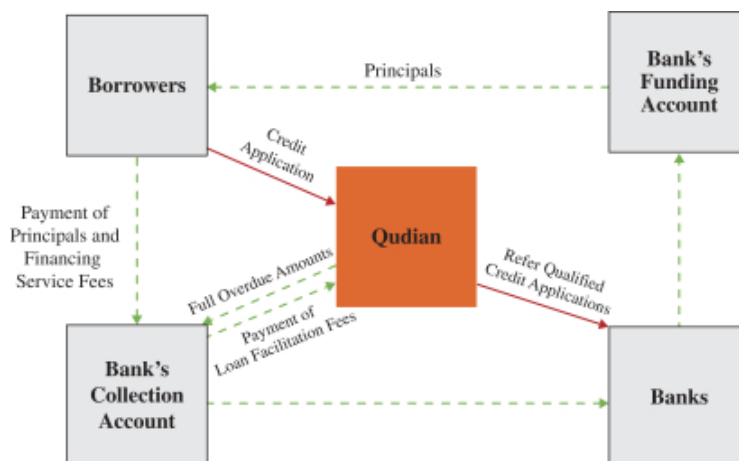 Borrowers
Principals
Bank's
Funding
Account
Credit
Application
Qudian
Payment of
Principals and
Financing
Service Fees
Full Overdue Amounts
Payment of
Loan Facilitation Fees
Refer Qualified
Credit Applications
Bank's
Collection
Account
Banks